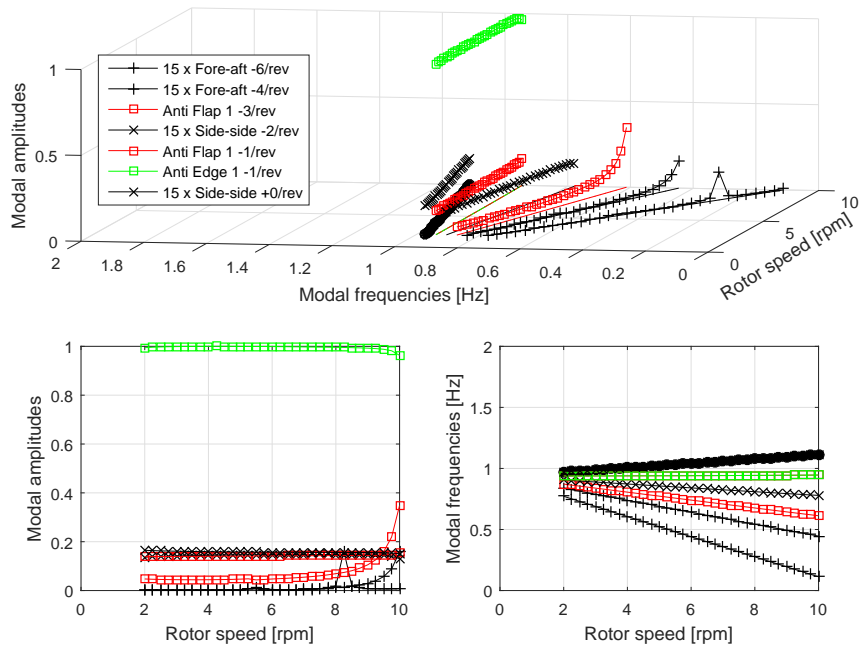 1
0.5
0
Modal amplitudes
15 x Fore-aft -6/rev
15 x Fore-aft -4/rev
Anti Flap 1 -3/rev
15 x Side-side -2/rev
Anti Flap 1 -1/rev
Anti Edge 1 -1/rev
15 x Side-side +0/rev
2
1.8
1.6
1.4
1.2
1
0.8
0.6
0.4
0.2
0
Modal frequencies [Hz]
0
5
10
Rotor speed [rpm]
1
0.8
0.6
0.4
0.2
0
Modal amplitudes
0
2
4
6
8
10
Rotor speed [rpm]
2
1.5
1
0.5
0
Modal frequencies [Hz]
0
2
4
6
8
10
Rotor speed [rpm]